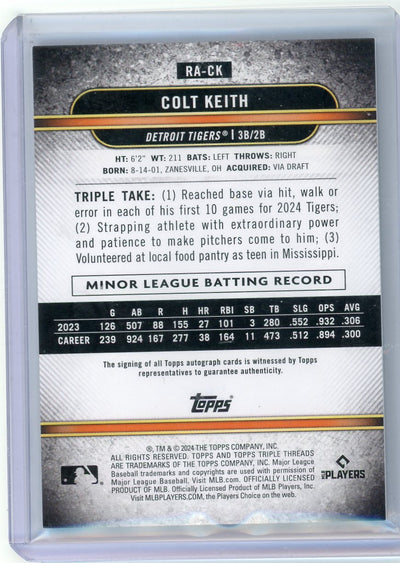 RA-CK
COLT KEITH
DETROIT TIGERS® | 3B/2B
HT: 6'2" WT: 211 BATS: LEFT THROWS: RIGHT
BORN: 8-14-01, ZANESVILLE, OH ACQUIRED: VIA DRAFT
TRIPLE TAKE: (1) Reached base via hit, walk or
error in each of his first 10 games for 2024 Tigers;
(2) Strapping athlete with extraordinary power
and patience to make pitchers come to him; (3)
Volunteered at local food pantry as teen in Mississippi.
MINOR LEAGUE BATTING RECORD
G AB R H HR RBI SB TB SLG OPS AVG
2023 126 507 88 155 27 101 3 280 .552 .932 .306
CAREER 239 924 167 277 38 164 11 473 .512 .894 .300
The signing of all Topps autograph cards is witnessed by Topps
representatives to guarantee authenticity.
topps
®, TM & © 2024 THE TOPPS COMPANY, INC.
ALL RIGHTS RESERVED. TOPPS AND TOPPS TRIPLE THREADS
ARE TRADEMARKS OF THE TOPPS COMPANY, INC. Major League
Baseball trademarks and copyrights are used with permission of
Major League Baseball. Visit MLB.com. OFFICIALLY LICENSED
PRODUCT OF MLB. Officially Licensed Product of MLB Players, Inc.
Visit MLBPLAYERS.com, the Players Choice on the web.
MLB PLAYERS